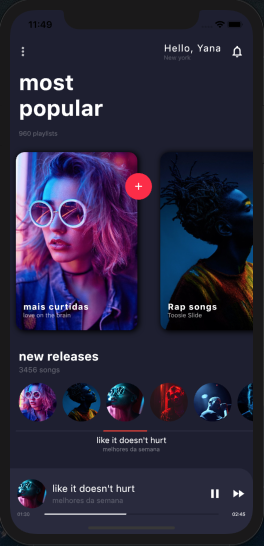 11:49
Hello, Yana
New york
most
popular
960 playlists
mais curtidas
love on the brain
Rap songs
Toosie Slide
new releases
3456 songs
like it doesn't hurt
melhores da semana
like it doesn't hurt
melhores da semana
01:32
02:45